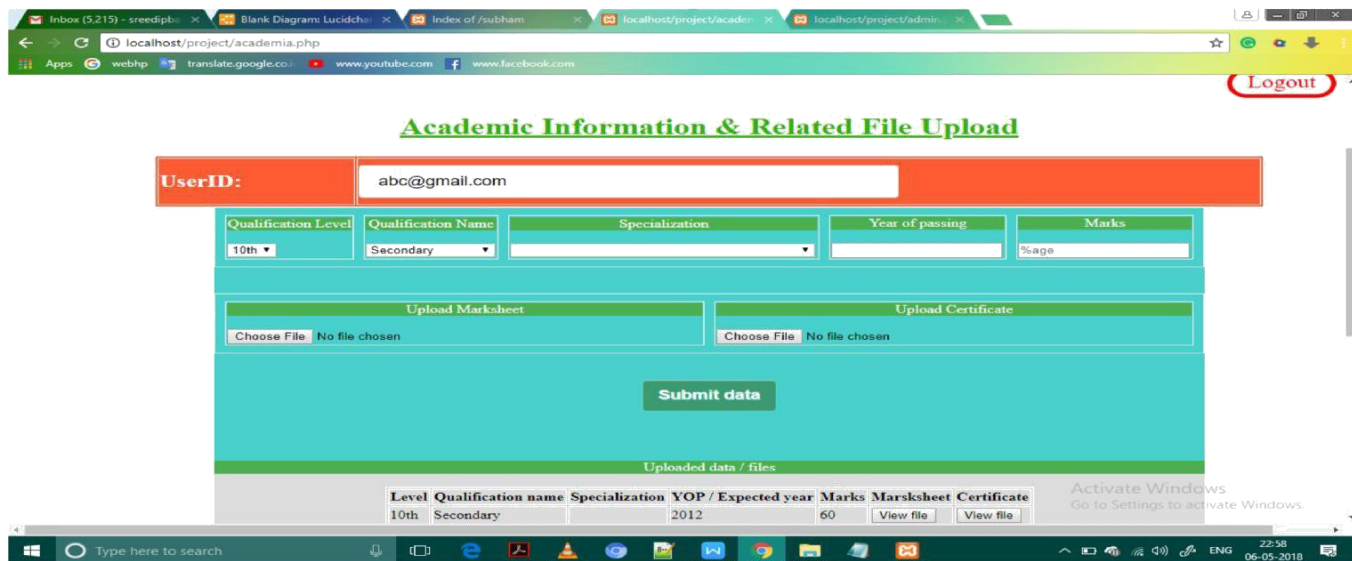 Inbox (5,215) - sreedipba
Blank Diagram: Lucidchar
Index of /subham
localhost/project/academ
localhost/project/admin
localhost/project/academia.php
Apps webhp translate.google.co.i www.youtube.com www.facebook.com
Logout
Academic Information & Related File Upload
UserID: abc@gmail.com
Qualification Level Qualification Name Specialization Year of passing Marks
10th Secondary %age
Upload Marksheet Upload Certificate
Choose File No file chosen Choose File No file chosen
Submit data
Uploaded data / files
Level Qualification name Specialization YOP / Expected year Marks Marsksheet Certificate
10th Secondary 2012 60 View file View file
Activate Windows
Go to Settings to activate Windows.
Type here to search
ENG
22:58
06-05-2018